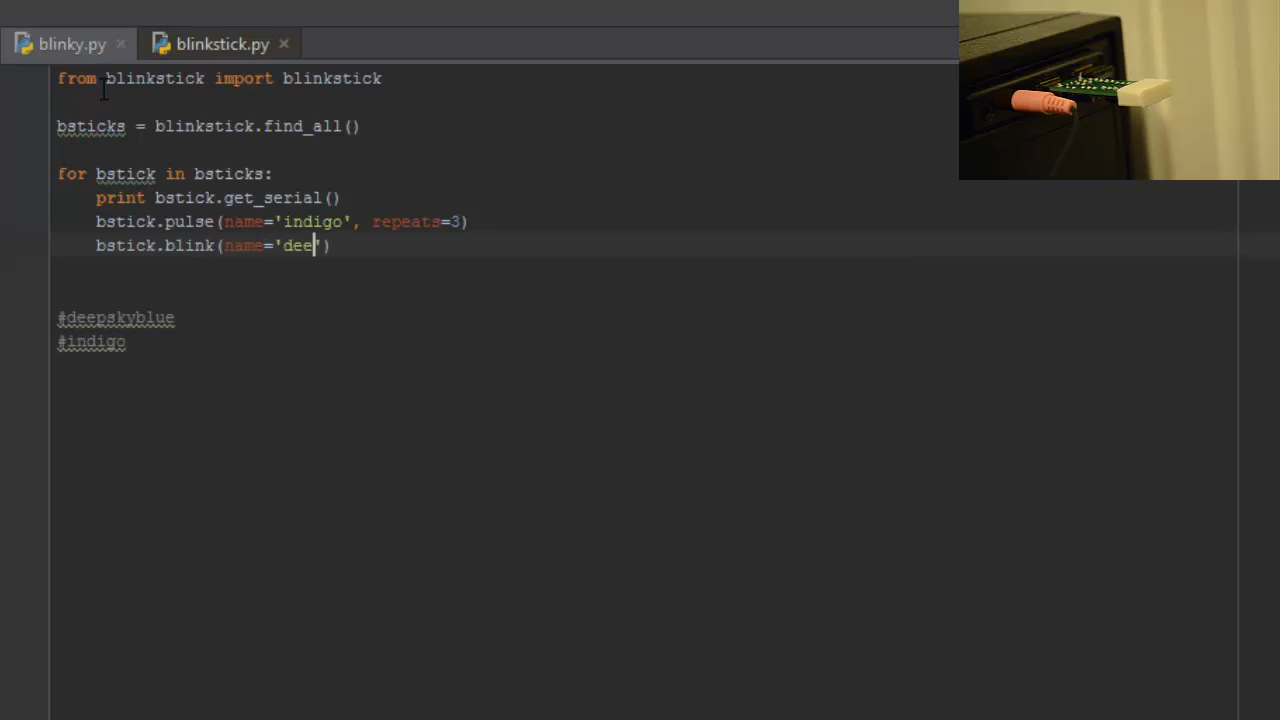 blinky.py blinkstick.py
from blinkstick import blinkstick
bsticks = blinkstick.find_all()
for bstick in bsticks:
print bstick.get_serial()
bstick.pulse(name='indigo', repeats=3)
bstick.blink(name='dee')
#deepskyblue
#indigo